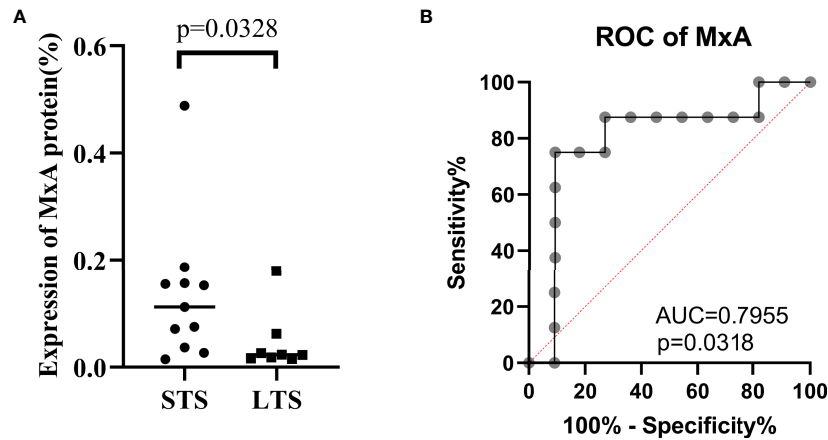 A
p=0.0328
Expression of MxA protein(%)
0.6
0.4
0.2
0.0
STS
LTS
B
ROC of MxA
Sensitivity%
100
80
60
40
20
0
AUC=0.7955
p=0.0318
0 20 40 60 80 100
100% - Specificity%